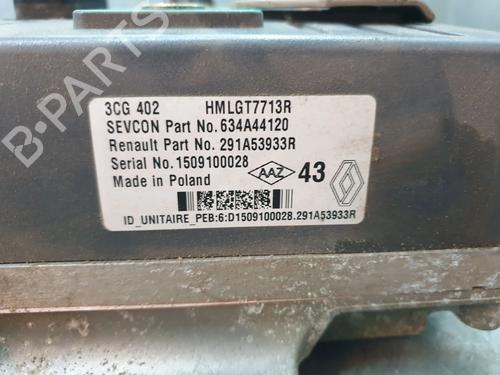 3CG 402 HMLGT7713R
SEVCON Part No.634A44120
Renault Part No.291A53933R
Serial No.1509100028
Made in Poland
AAZ 43
ID_UNITAIRE_PEB:6:D1509100028.291A53933R
B-PARTS